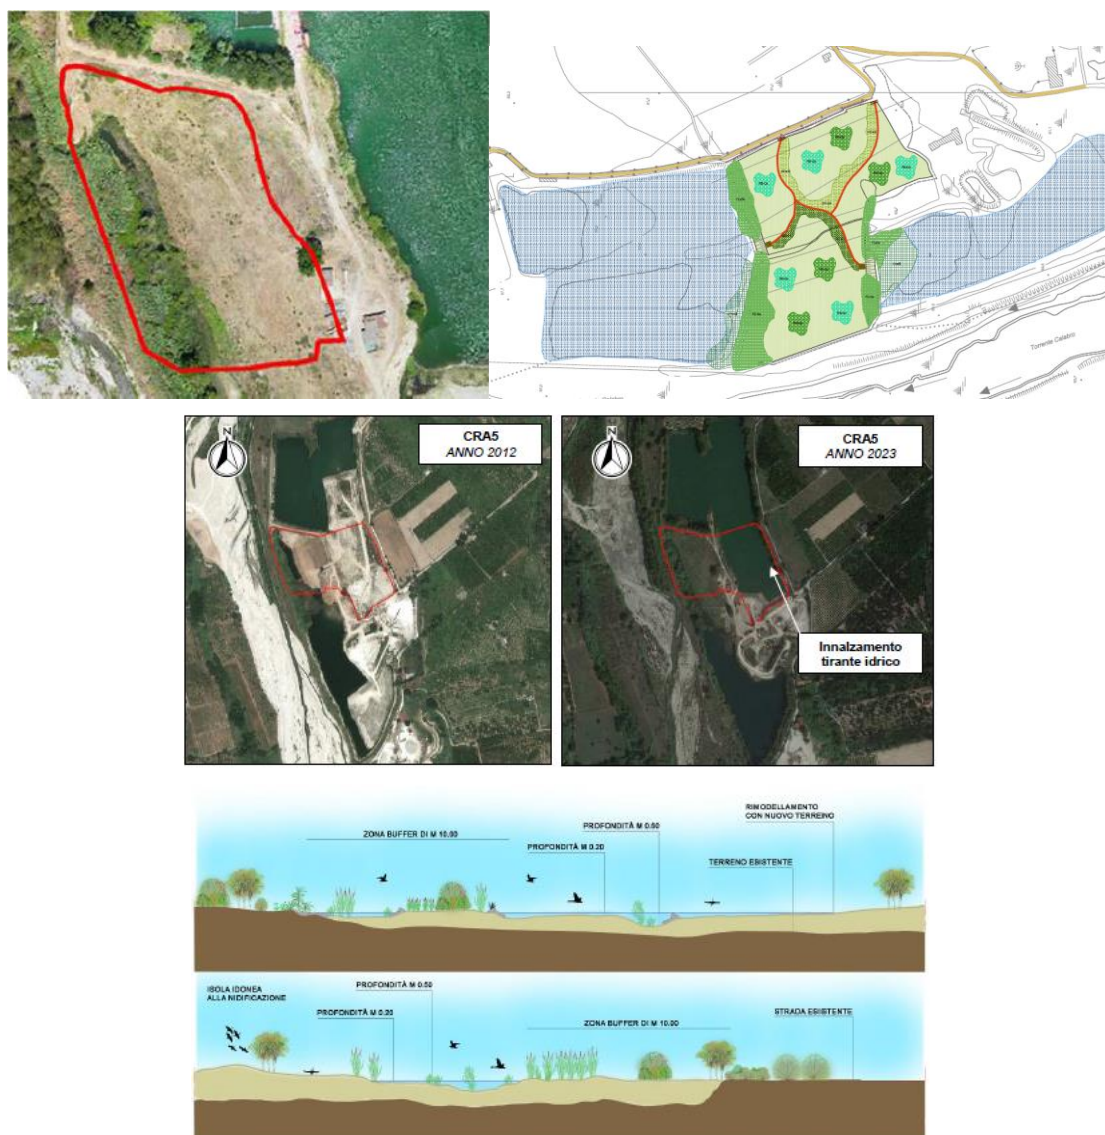 Torrente Calatro
N
CRA5
ANNO 2012
N
CRA5
ANNO 2023
Innalzamento
tirante idrico
RIMODELLAMENTO
CON NUOVO TERREINO
PROFONDITÀ M 0.50
ZONA BUFFER DI M 10.00
PROFONDITÀ M 0.20
TERRENO ESISTENTE
PROFONDITÀ M 0.50
ISOLA IDONEA
ALLA NIDIFICAZIONE
PROFONDITÀ M 0.20
ZONA BUFFER DI M 10.00
STRADA ESISTENTE